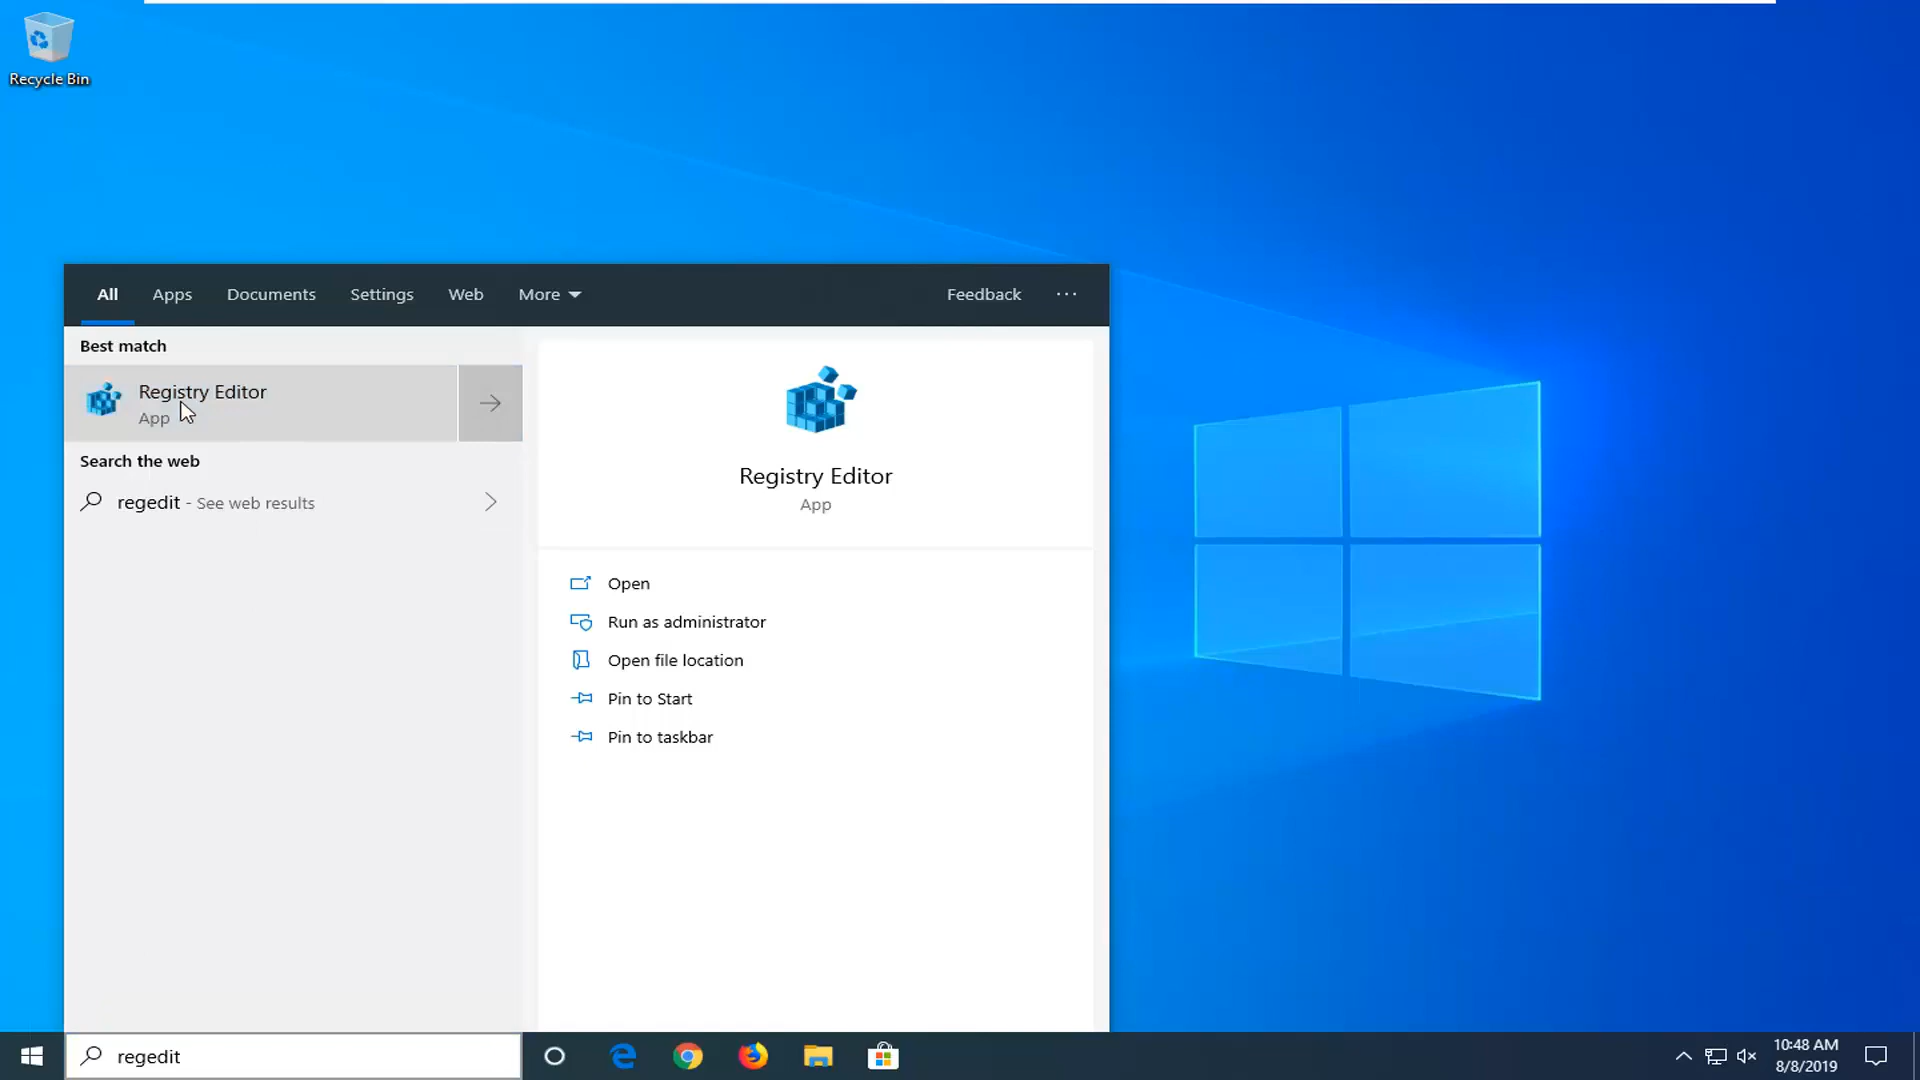 Recycle Bin
All Apps Documents Settings Web More Feedback ...
Best match
Registry Editor
App
Search the web
regedit - See web results
Registry Editor
App
Open
Run as administrator
Open file location
Pin to Start
Pin to taskbar
regedit
10:48 AM
8/8/2019